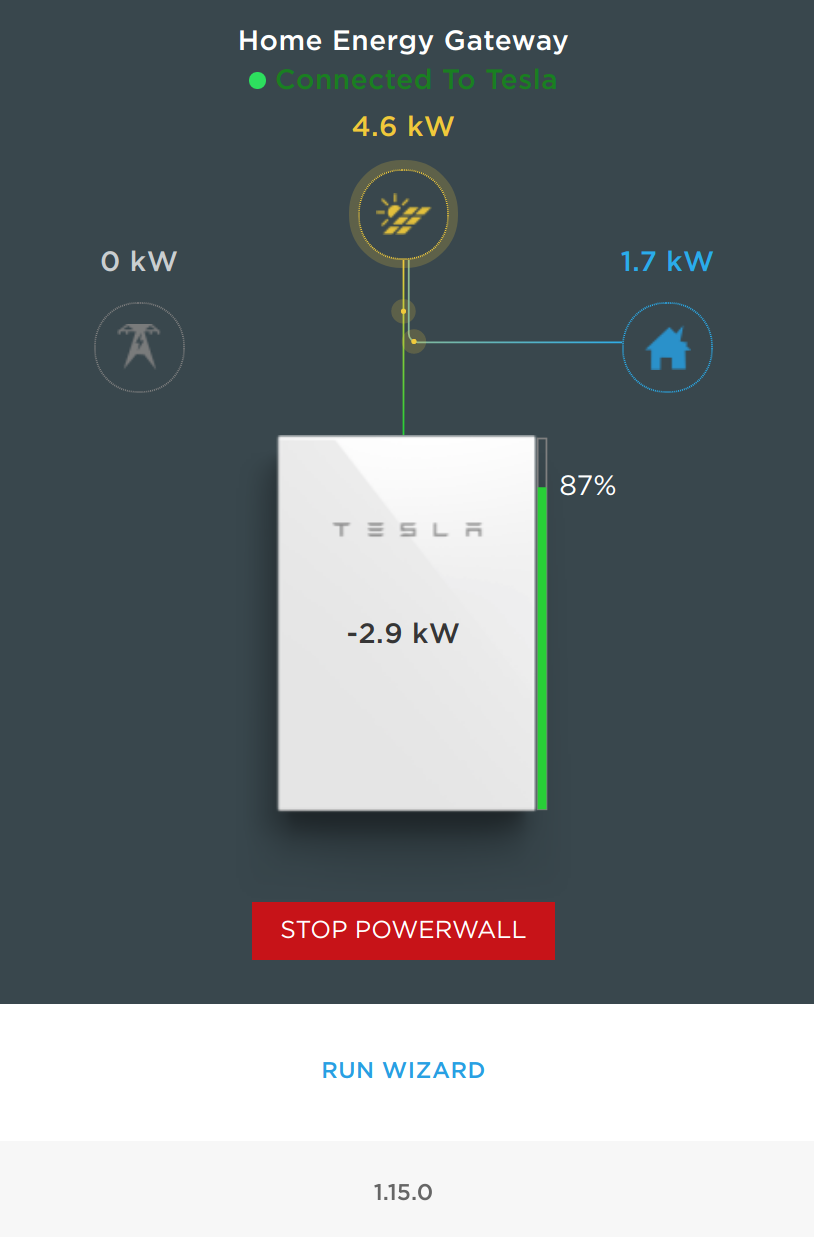 Home Energy Gateway
Connected To Tesla
4.6 kW
0 kW
1.7 kW
87%
TESLA
-2.9 kW
STOP POWERWALL
RUN WIZARD
1.15.0